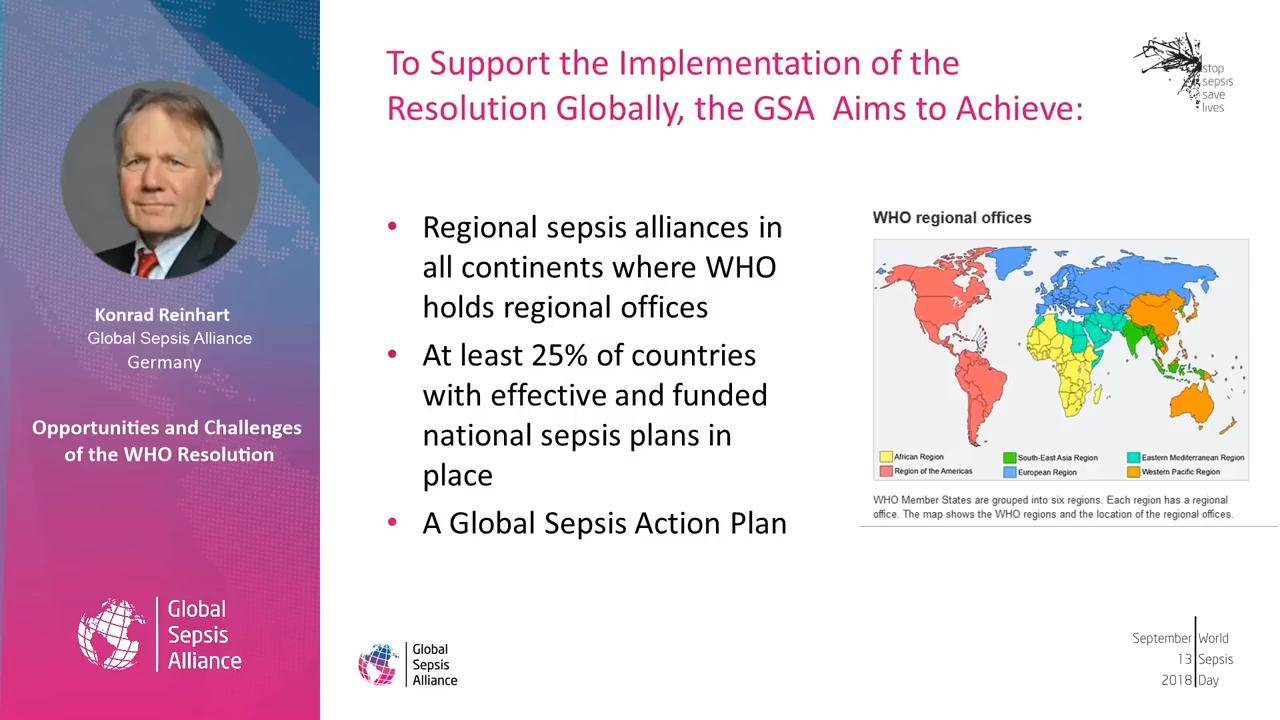 Konrad Reinhart
Global Sepsis Alliance
Germany
Opportunities and Challenges
of the WHO Resolution
Global
Sepsis
Alliance
To Support the Implementation of the
Resolution Globally, the GSA Aims to Achieve:
stop
sepsis
save
lives
• Regional sepsis alliances in
all continents where WHO
holds regional offices
• At least 25% of countries
with effective and funded
national sepsis plans in
place
• A Global Sepsis Action Plan
WHO regional offices
African Region
South-East Asia Region
Eastern Mediterranean Region
Region of the Americas
European Region
Western Pacific Region
WHO Member States are grouped into six regions. Each region has a regional
office. The map shows the WHO regions and the location of the regional offices.
Global
Sepsis
Alliance
September World
13 Sepsis
2018 Day